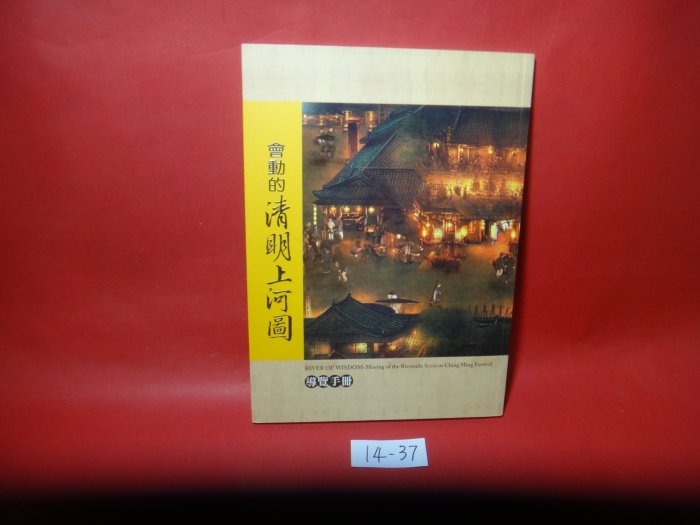 會動的清明上河圖
RIVER OF WISDOM-Moving of the Riverside Scene at Ching Ming Festival
導覽手冊
14-37